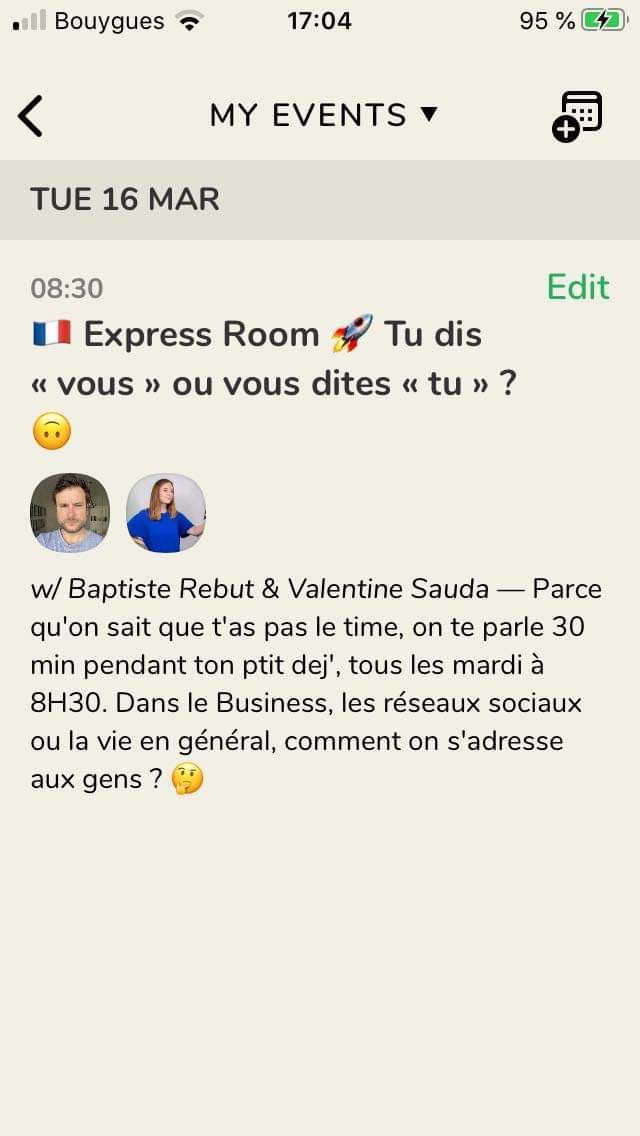 Bouygues 17:04 95 %
MY EVENTS ▼
TUE 16 MAR
08:30 Edit
🇫🇷 Express Room 🚀 Tu dis
« vous » ou vous dites « tu » ?
🙃
w/ Baptiste Rebut & Valentine Sauda — Parce
qu'on sait que t'as pas le time, on te parle 30
min pendant ton ptit dej', tous les mardi à
8H30. Dans le Business, les réseaux sociaux
ou la vie en général, comment on s'adresse
aux gens ? 🤔